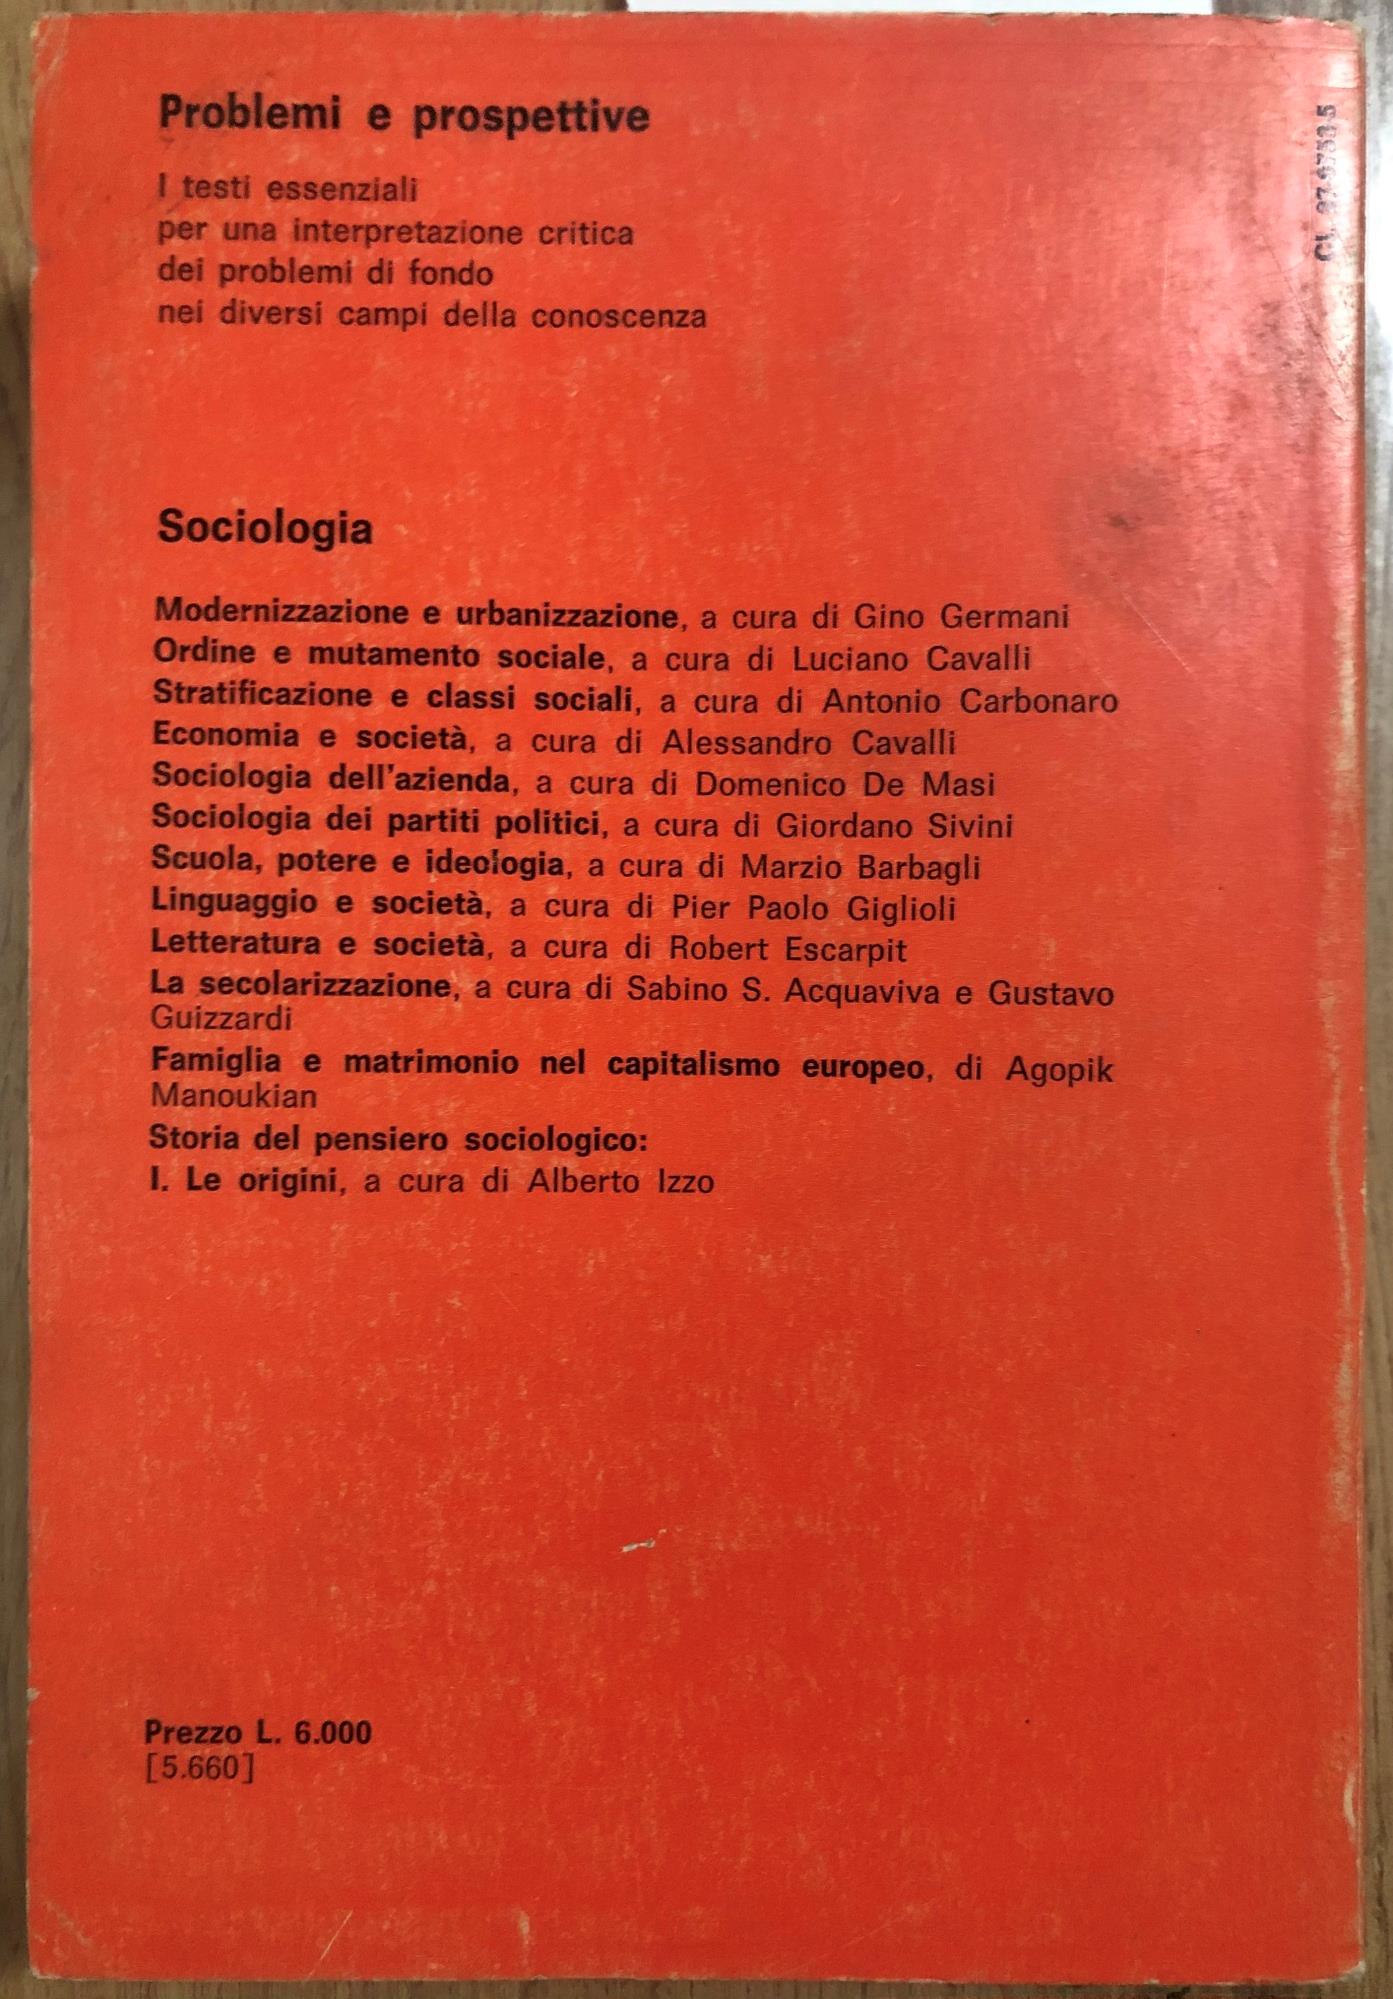 Problemi e prospettive
I testi essenziali
per una interpretazione critica
dei problemi di fondo
nei diversi campi della conoscenza
CL 27-9753-5
Sociologia
Modernizzazione e urbanizzazione, a cura di Gino Germani
Ordine e mutamento sociale, a cura di Luciano Cavalli
Stratificazione e classi sociali, a cura di Antonio Carbonaro
Economia e società, a cura di Alessandro Cavalli
Sociologia dell'azienda, a cura di Domenico De Masi
Sociologia dei partiti politici, a cura di Giordano Sivini
Scuola, potere e ideologia, a cura di Marzio Barbagli
Linguaggio e società, a cura di Pier Paolo Giglioli
Letteratura e società, a cura di Robert Escarpit
La secolarizzazione, a cura di Sabino S. Acquaviva e Gustavo
Guizzardi
Famiglia e matrimonio nel capitalismo europeo, di Agopik
Manoukian
Storia del pensiero sociologico:
I. Le origini, a cura di Alberto Izzo
Prezzo L. 6.000
[5.660]